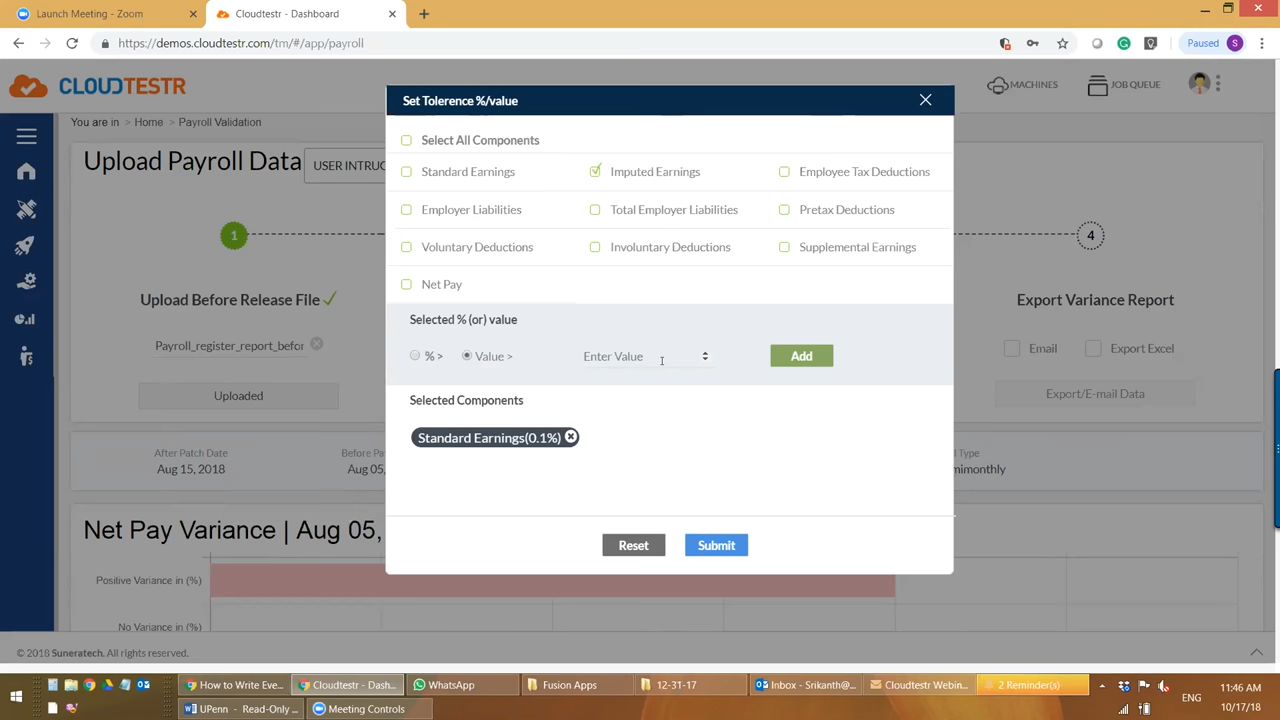 Launch Meeting - Zoom
Cloudtestr - Dashboard
https://demos.cloudtestr.com/tm/#/app/payroll
Paused S
CLOUDTESTR
MACHINES
JOB QUEUE
You are in > Home > Payroll Validation
Upload Payroll Data
USER INTRUC
1
4
Upload Before Release File
Export Variance Report
Payroll_register_report_befor
Email
Export Excel
Uploaded
Export/E-mail Data
After Patch Date
Aug 15, 2018
Before Pa
Aug 05,
l Type
mimonthly
Net Pay Variance | Aug 05,
Positive Variance in (%)
No Variance in (%)
Set Tolerence %/value
Select All Components
Standard Earnings
Imputed Earnings
Employee Tax Deductions
Employer Liabilities
Total Employer Liabilities
Pretax Deductions
Voluntary Deductions
Involuntary Deductions
Supplemental Earnings
Net Pay
Selected % (or) value
% >
Value >
Enter Value
Add
Selected Components
Standard Earnings(0.1%)
Reset
Submit
© 2018 Suneratech. All rights reserved.
How to Write Eve...
Cloudtestr - Dash...
WhatsApp
Fusion Apps
12-31-17
Inbox - Srikanth@...
Cloudtestr Webin...
2 Reminder(s)
UPenn - Read-Only ...
Meeting Controls
ENG
11:46 AM
10/17/18